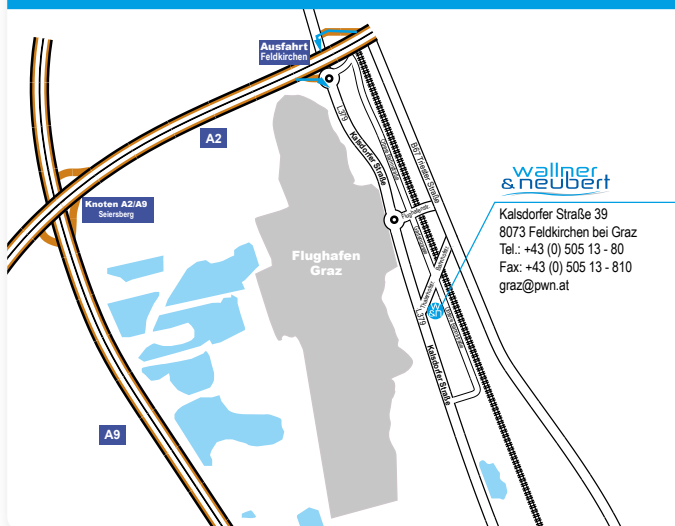 Ausfahrt
Feldkirchen
A2
L379
Kalsdorfer Straße
B67 Triester Straße
Knoten A2/A9
Seiersberg
wallner
& neubert
Kalsdorfer Straße 39
8073 Feldkirchen bei Graz
Tel.: +43 (0) 505 13 - 80
Fax: +43 (0) 505 13 - 810
graz@pwn.at
Flughafenstr.
Flughafen
Graz
L379
Kalsdorfer Straße
A9